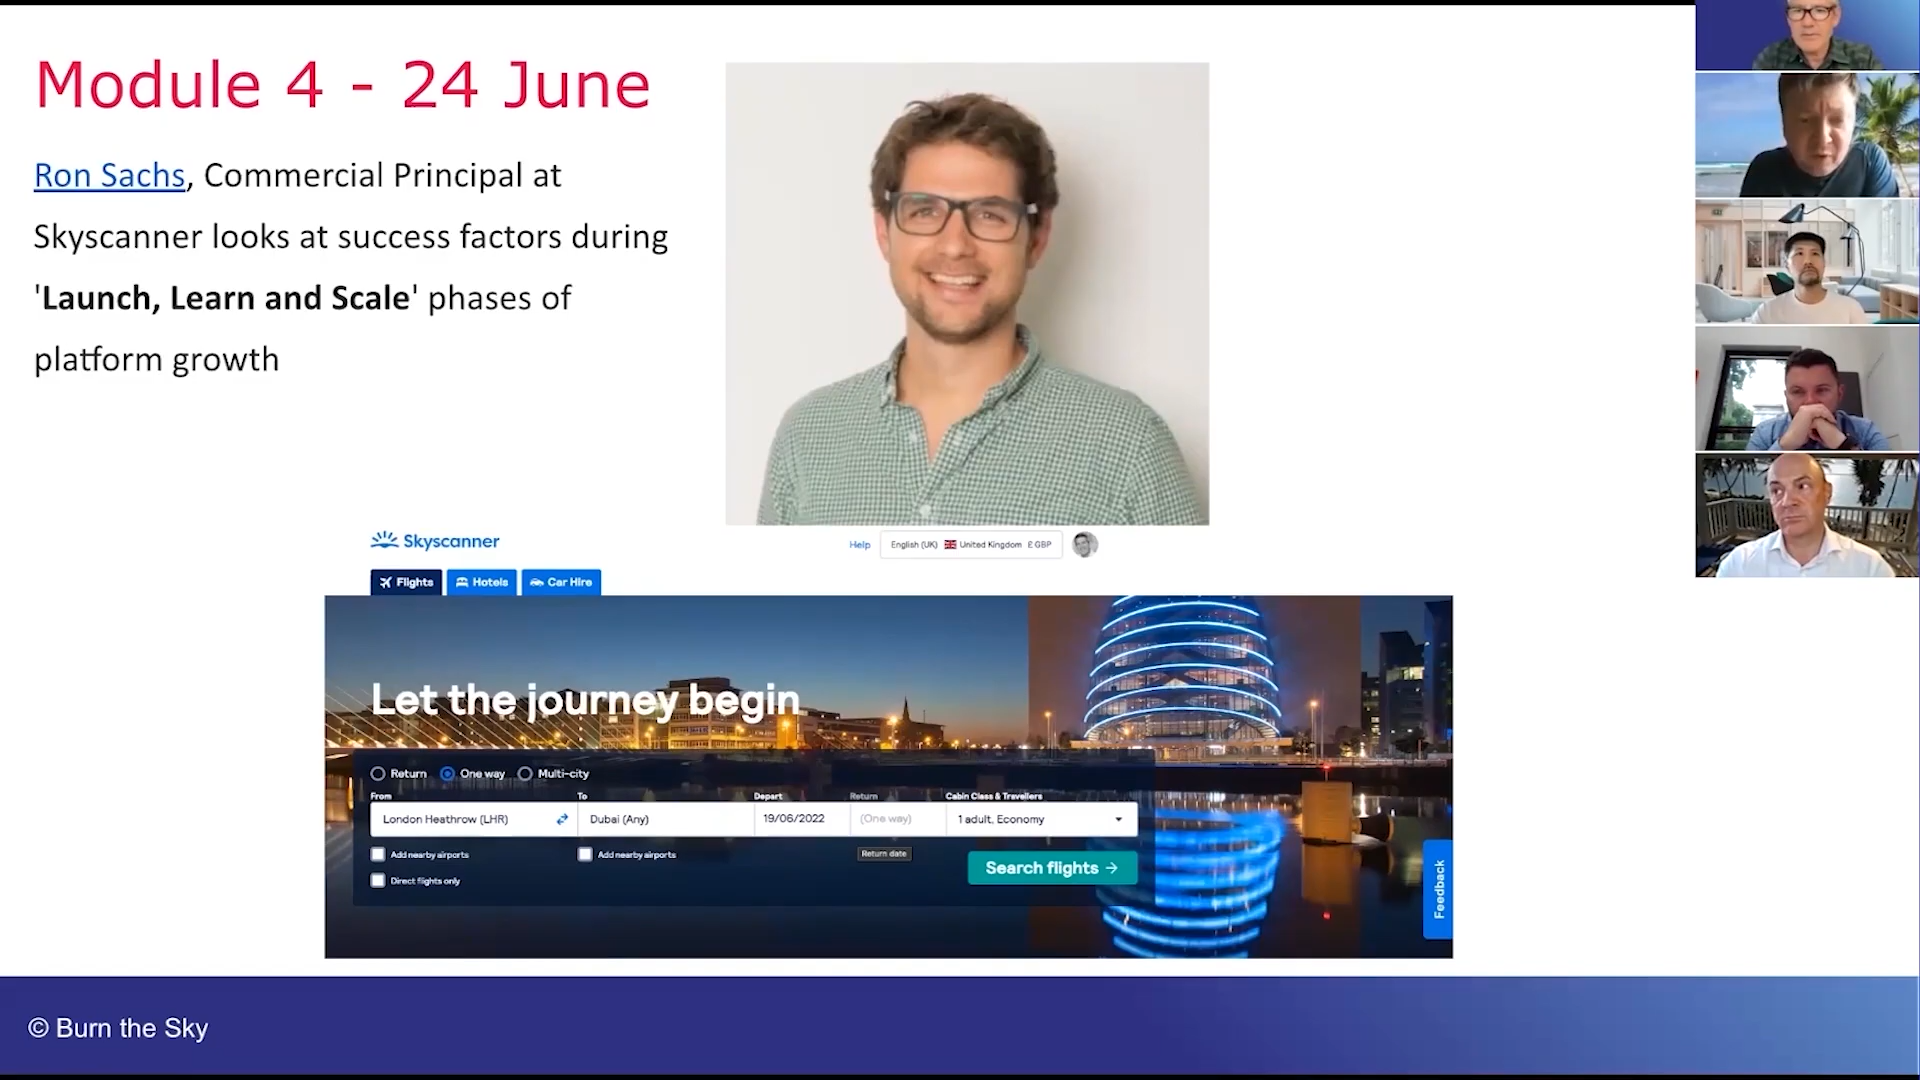 Module 4 - 24 June
Ron Sachs, Commercial Principal at
Skyscanner looks at success factors during
'Launch, Learn and Scale' phases of
platform growth
Skyscanner
Help
English (UK) United Kingdom £ GBP
Flights Hotels Car Hire
Let the journey begin
Return One way Multi-city
From To Depart Return Cabin Class & Travellers
London Heathrow (LHR) Dubai (Any) 19/06/2022 (One way) 1 adult, Economy
Add nearby airports Add nearby airports Return date
Search flights →
Direct flights only
Feedback
© Burn the Sky